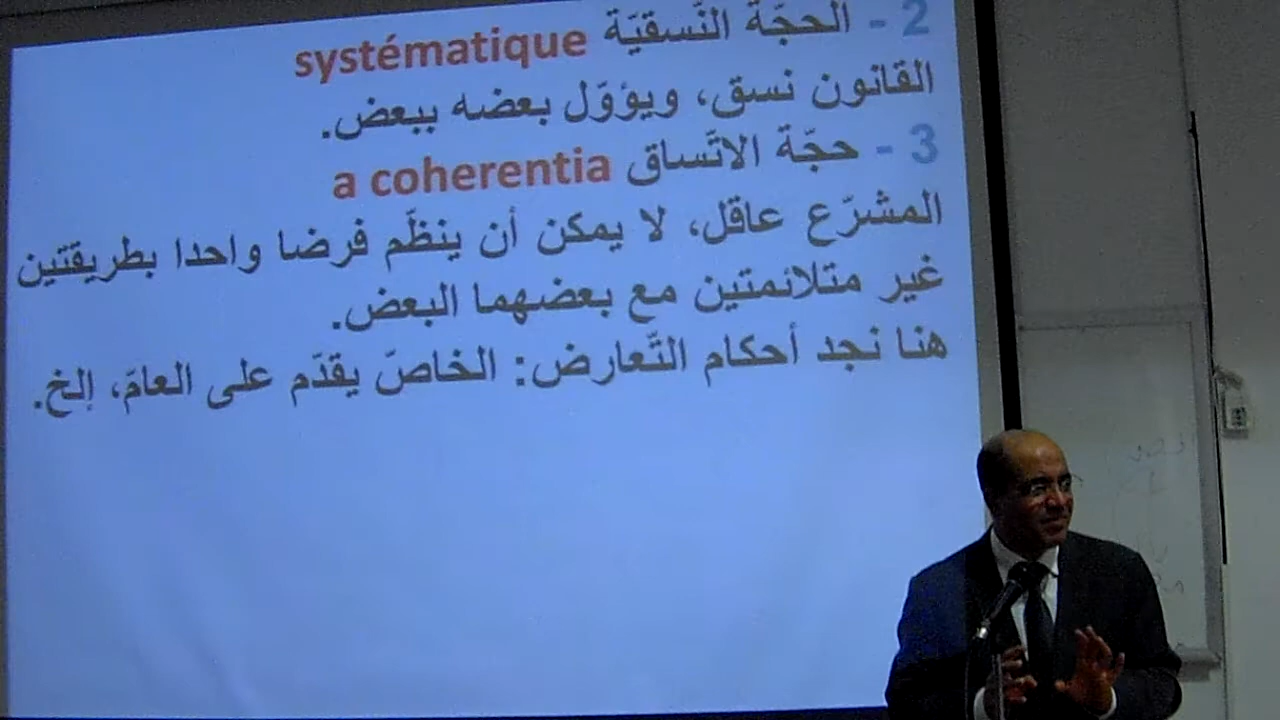 2 - الحجّة النّسقيّة systématique
القانون نسق، ويؤوّل بعضه ببعض.
3 - حجّة الاتّساق a coherentia
المشرّع عاقل، لا يمكن أن ينظّم فرضا واحدا بطريقتين
غير متلائمتين مع بعضهما البعض.
هنا نجد أحكام التّعارض: الخاصّ يقدّم على العامّ، إلخ.